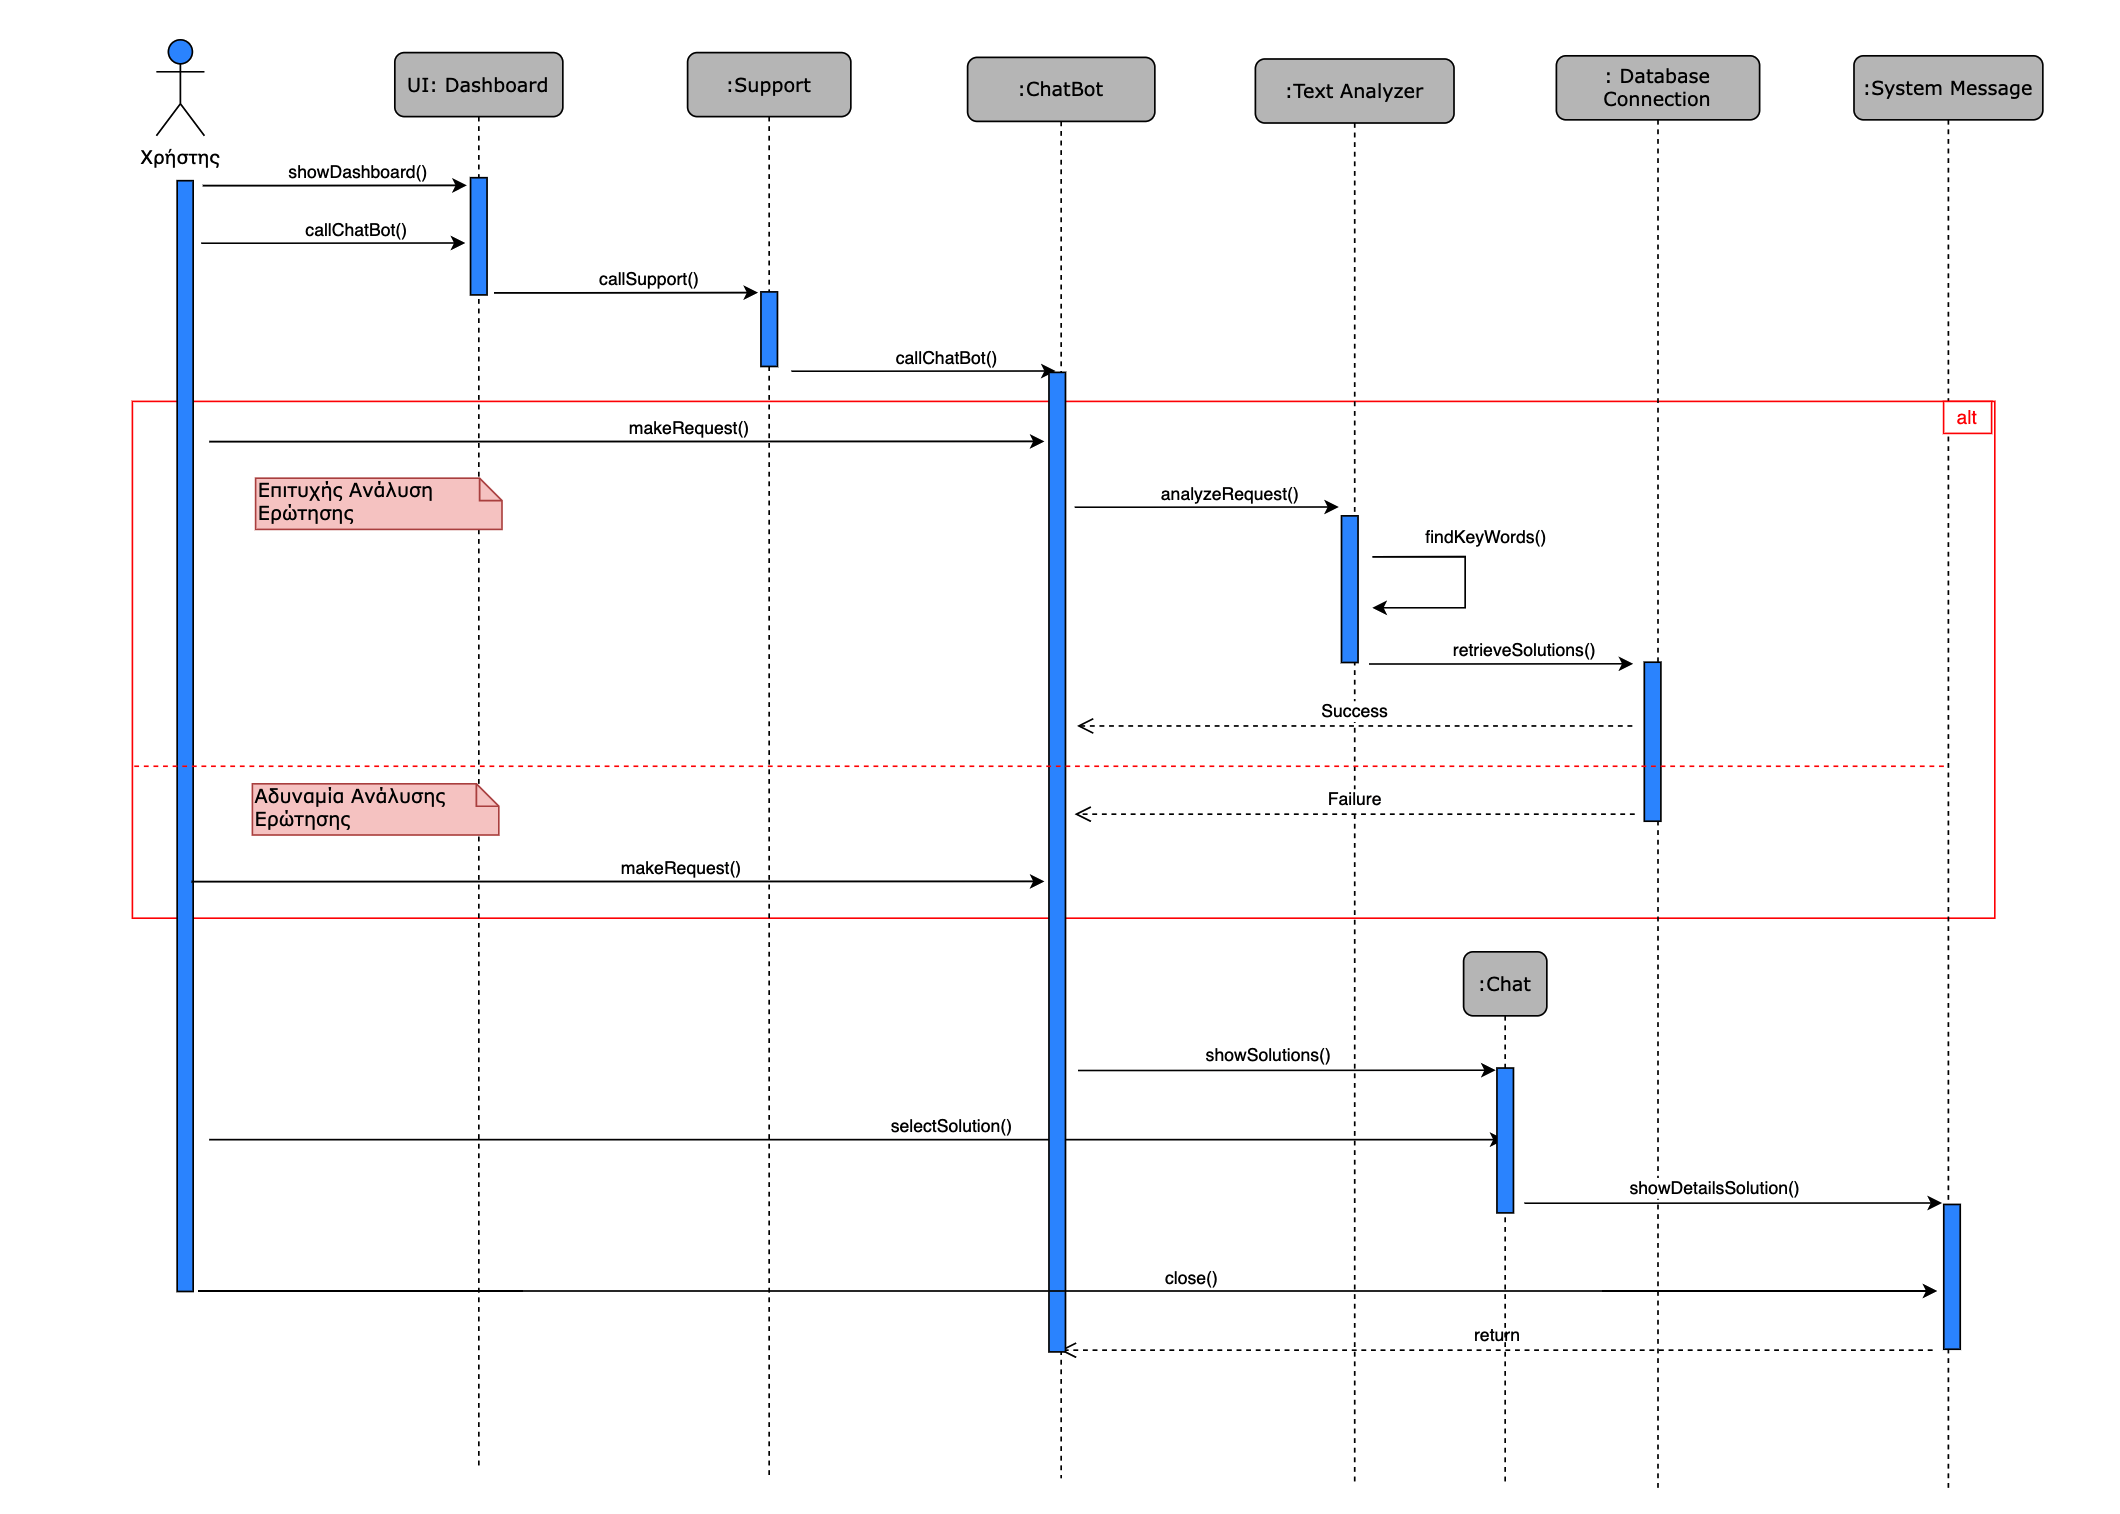 UI: Dashboard
:Support
:ChatBot
:Text Analyzer
: Database
Connection
:System Message
Χρήστης
showDashboard()
callChatBot()
callSupport()
callChatBot()
alt
makeRequest()
Επιτυχής Ανάλυση
Ερώτησης
analyzeRequest()
findKeyWords()
retrieveSolutions()
Success
Αδυναμία Ανάλυσης
Ερώτησης
Failure
makeRequest()
:Chat
showSolutions()
selectSolution()
showDetailsSolution()
close()
return